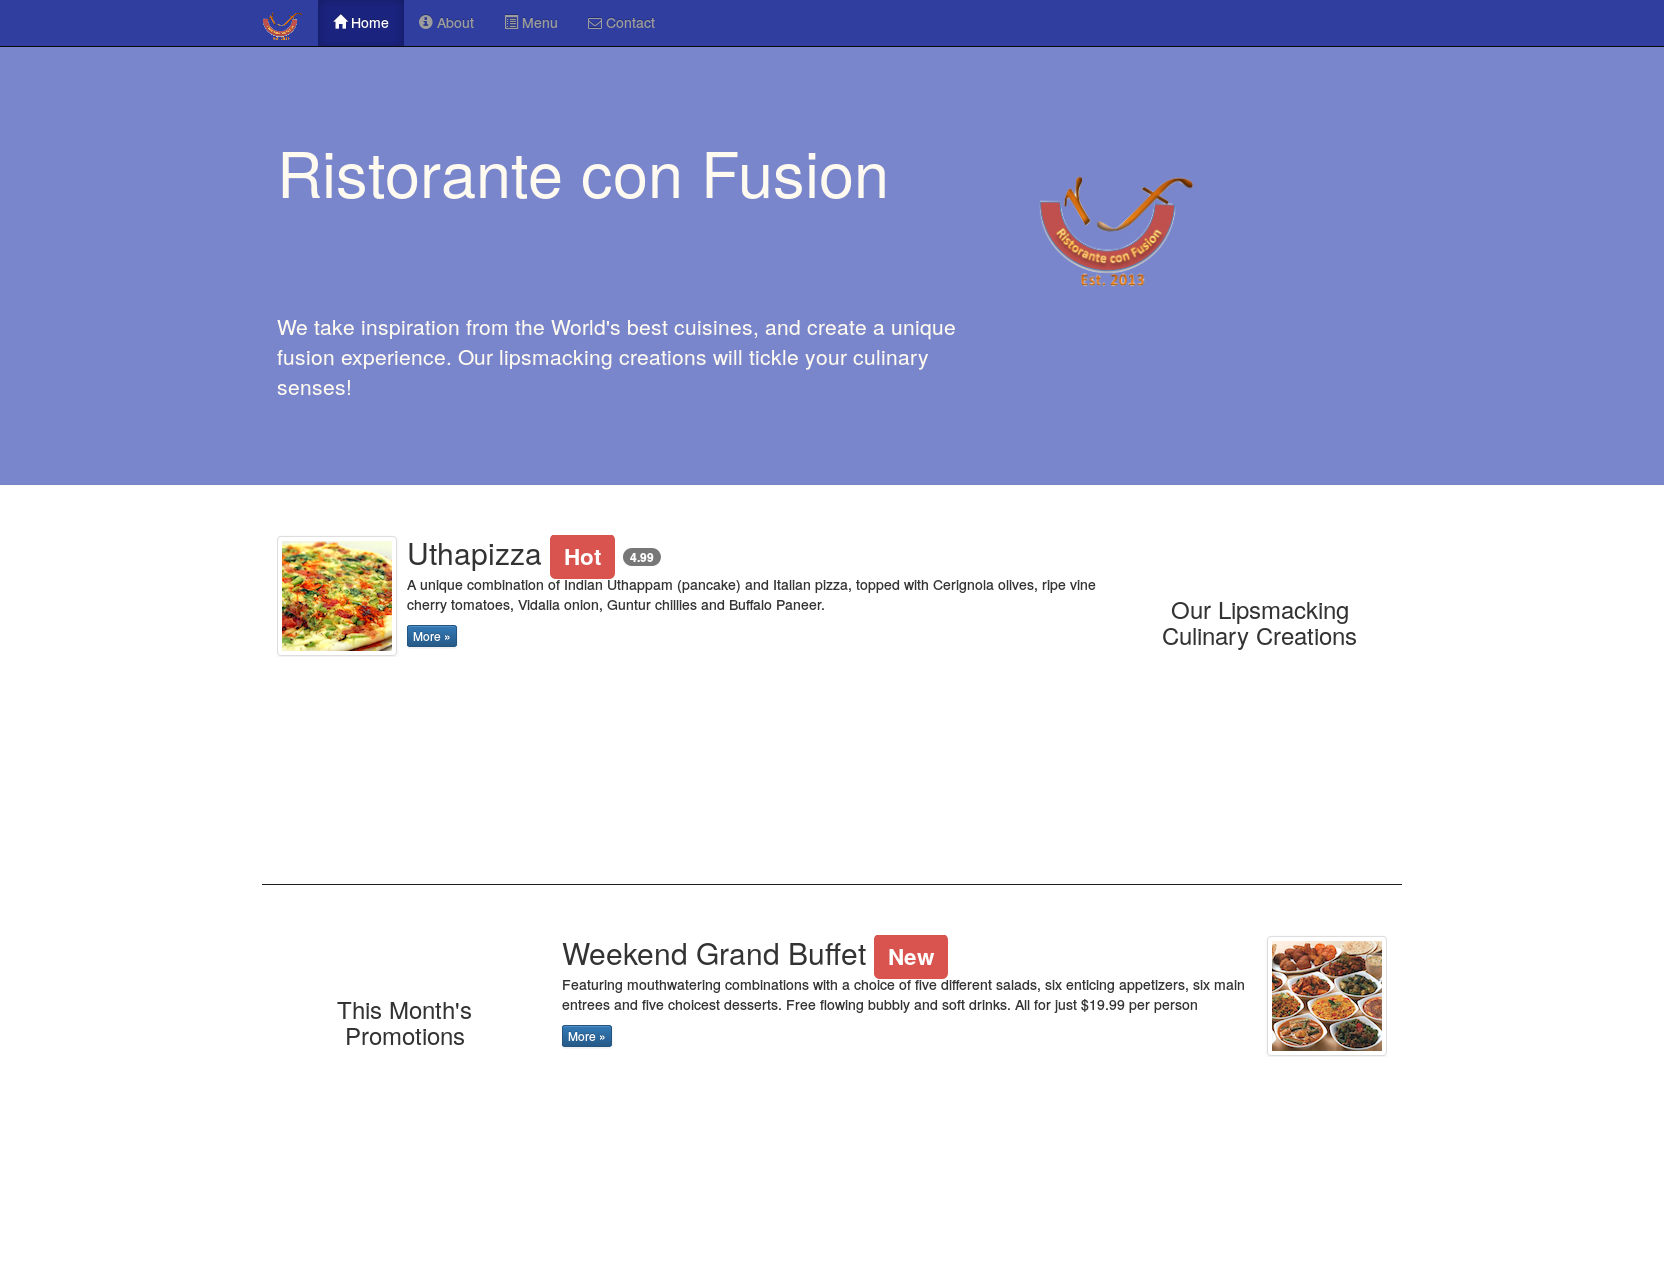 Home About Menu Contact
Ristorante con Fusion
Ristorante con Fusion
Est. 2013
We take inspiration from the World's best cuisines, and create a unique
fusion experience. Our lipsmacking creations will tickle your culinary
senses!
Uthapizza Hot 4.99
A unique combination of Indian Uthappam (pancake) and Italian pizza, topped with Cerignola olives, ripe vine
cherry tomatoes, Vidalia onion, Guntur chillies and Buffalo Paneer.
More »
Our Lipsmacking
Culinary Creations
This Month's
Promotions
Weekend Grand Buffet New
Featuring mouthwatering combinations with a choice of five different salads, six enticing appetizers, six main
entrees and five choicest desserts. Free flowing bubbly and soft drinks. All for just $19.99 per person
More »